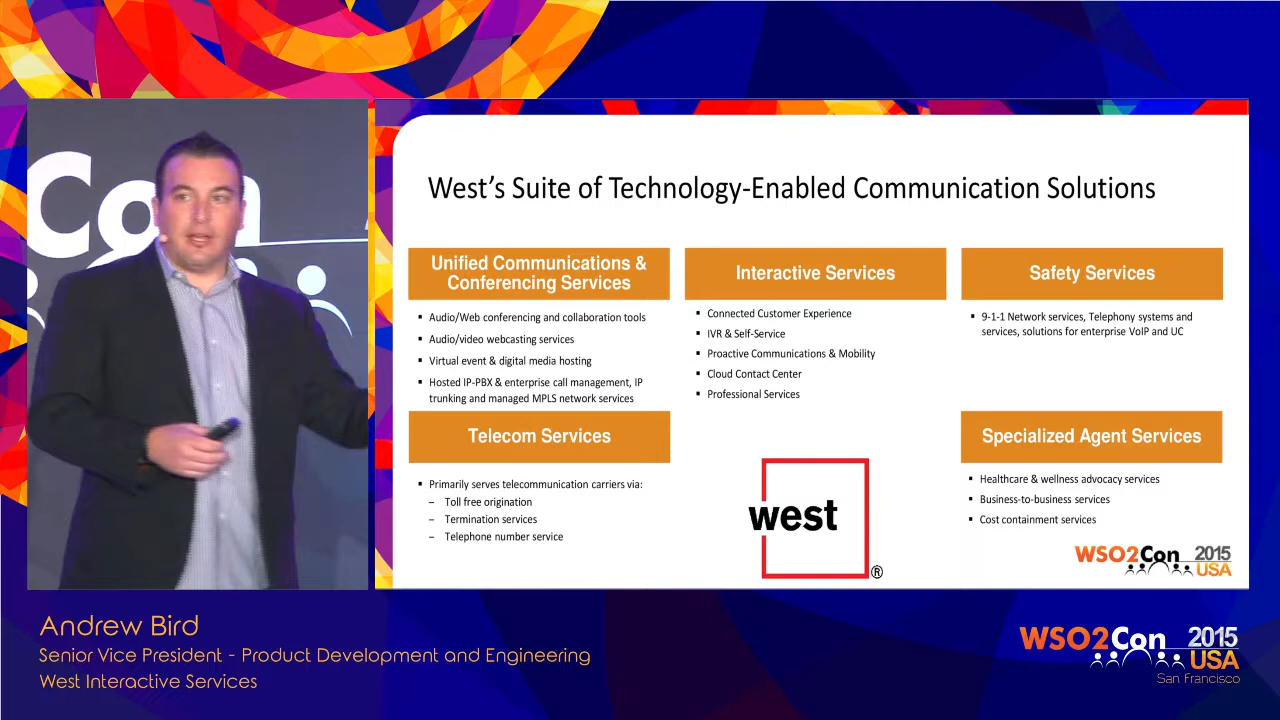 Con
West's Suite of Technology-Enabled Communication Solutions
Unified Communications &
Conferencing Services
▪ Audio/Web conferencing and collaboration tools
▪ Audio/video webcasting services
▪ Virtual event & digital media hosting
▪ Hosted IP-PBX & enterprise call management, IP
trunking and managed MPLS network services
Interactive Services
▪ Connected Customer Experience
▪ IVR & Self-Service
▪ Proactive Communications & Mobility
▪ Cloud Contact Center
▪ Professional Services
Safety Services
▪ 9-1-1 Network services, Telephony systems and
services, solutions for enterprise VoIP and UC
Telecom Services
▪ Primarily serves telecommunication carriers via:
– Toll free origination
– Termination services
– Telephone number service
west
®
Specialized Agent Services
▪ Healthcare & wellness advocacy services
▪ Business-to-business services
▪ Cost containment services
WSO2Con 2015
USA
Andrew Bird
Senior Vice President - Product Development and Engineering
West Interactive Services
WSO2Con 2015
USA
San Francisco